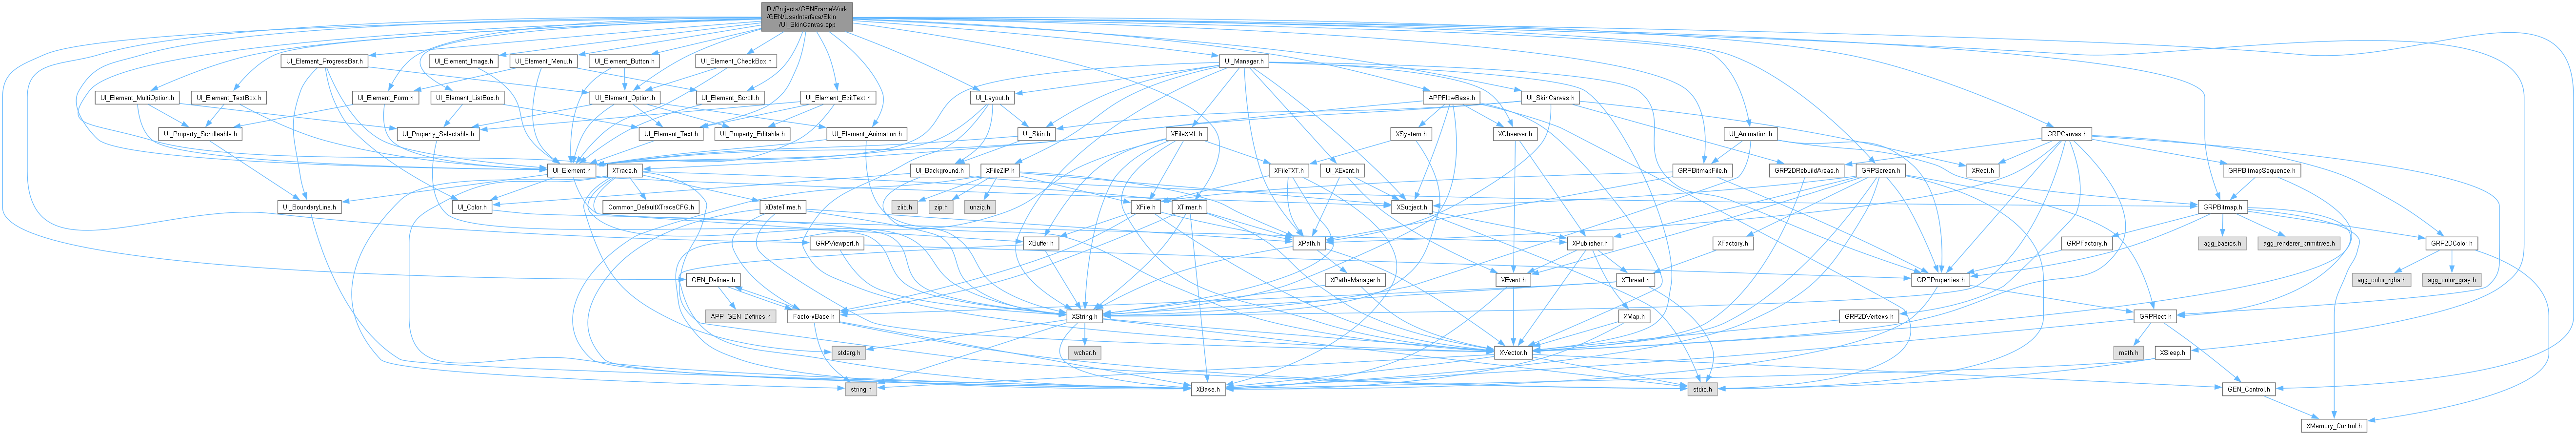 D:/Projects/GENFrameWork
/GEN/UserInterface/Skin
/UI_SkinCanvas.cpp
UI_Element_ProgressBar.h
UI_Element_Image.h
UI_Element_Menu.h
UI_Element_Button.h
UI_Element_CheckBox.h
UI_Manager.h
UI_Element_MultiOption.h
UI_Element_TextBox.h
UI_Element_Form.h
UI_Element_ListBox.h
UI_Element_Option.h
UI_Element_Scroll.h
UI_Element_EditText.h
UI_Layout.h
APPFlowBase.h
UI_SkinCanvas.h
UI_Property_Scrolleable.h
UI_Property_Selectable.h
UI_Element_Text.h
UI_Property_Editable.h
UI_Element_Animation.h
UI_Skin.h
XFileXML.h
XSystem.h
XObserver.h
UI_Animation.h
GRPCanvas.h
UI_Element.h
XTrace.h
UI_Background.h
XFileZIP.h
XFileTXT.h
UI_XEvent.h
GRPBitmapFile.h
GRP2DRebuildAreas.h
GRPScreen.h
XRect.h
GRPBitmapSequence.h
UI_BoundaryLine.h
UI_Color.h
Common_DefaultXTraceCFG.h
XDateTime.h
zlib.h
zip.h
unzip.h
XFile.h
XTimer.h
XSubject.h
GRPBitmap.h
GRPViewport.h
XBuffer.h
XPath.h
XPublisher.h
XFactory.h
GRPFactory.h
agg_basics.h
agg_renderer_primitives.h
GRP2DColor.h
GEN_Defines.h
XPathsManager.h
XEvent.h
XThread.h
GRPProperties.h
agg_color_rgba.h
agg_color_gray.h
APP_GEN_Defines.h
FactoryBase.h
XString.h
XMap.h
GRP2DVertexs.h
GRPRect.h
stdarg.h
wchar.h
XVector.h
math.h
XSleep.h
string.h
XBase.h
stdio.h
GEN_Control.h
XMemory_Control.h